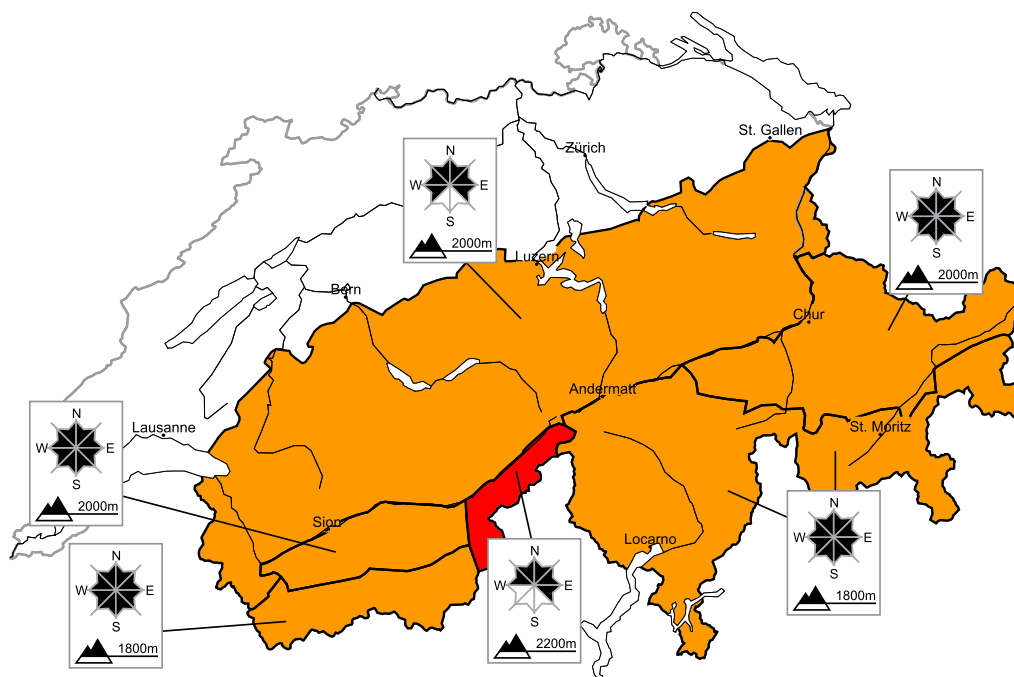 St. Gallen
Zürich
N
W E
S
2000m
N
W E
S
2000m
Luzern
Bern
Chur
Andermatt
N
W E
S
2000m
Lausanne
St. Moritz
Sion
Locarno
N
W E
S
1800m
N
W E
S
2200m
N
W E
S
1800m